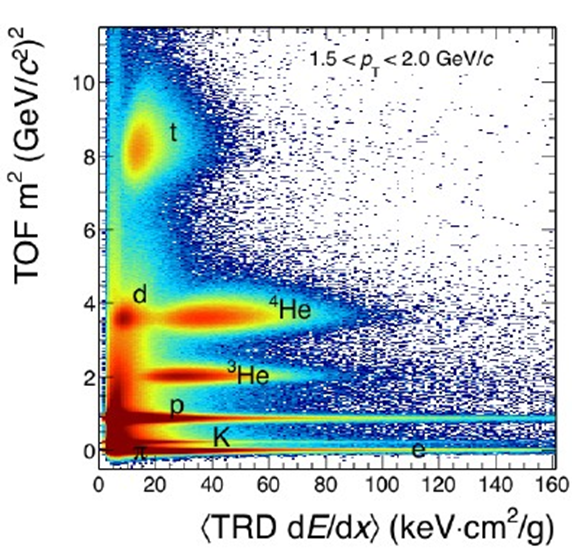 1.5 < p_T < 2.0 GeV/c
TOF m² (GeV/c²)²
10
8
6
4
2
0
t
d
⁴He
³He
p
K
π
e
0 20 40 60 80 100 120 140 160
⟨TRD dE/dx⟩ (keV·cm²/g)